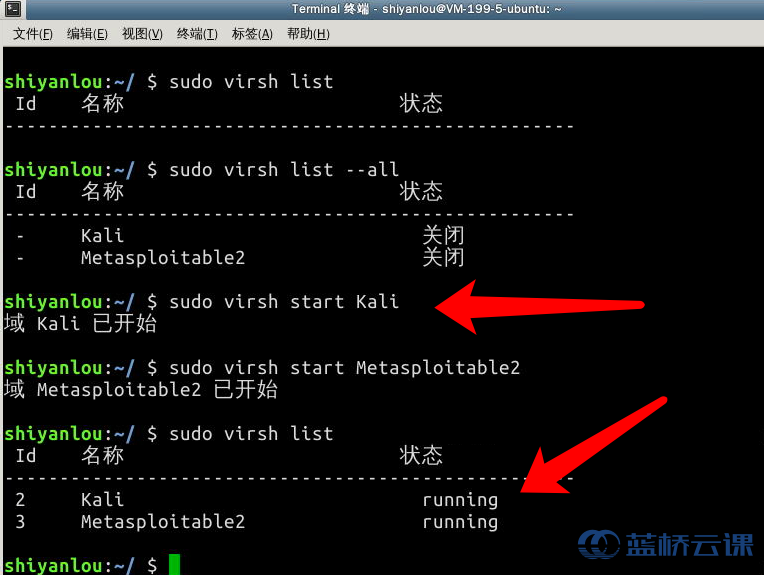 Terminal 终端 - shiyanlou@VM-199-5-ubuntu: ~
文件(F) 编辑(E) 视图(V) 终端(T) 标签(A) 帮助(H)
shiyanlou:~/ $ sudo virsh list
Id 名称 状态
----------------------------------------------------
shiyanlou:~/ $ sudo virsh list --all
Id 名称 状态
----------------------------------------------------
- Kali 关闭
- Metasploitable2 关闭
shiyanlou:~/ $ sudo virsh start Kali
域 Kali 已开始
shiyanlou:~/ $ sudo virsh start Metasploitable2
域 Metasploitable2 已开始
shiyanlou:~/ $ sudo virsh list
Id 名称 状态
----------------------------------------------------
2 Kali running
3 Metasploitable2 running
shiyanlou:~/ $
蓝桥云课